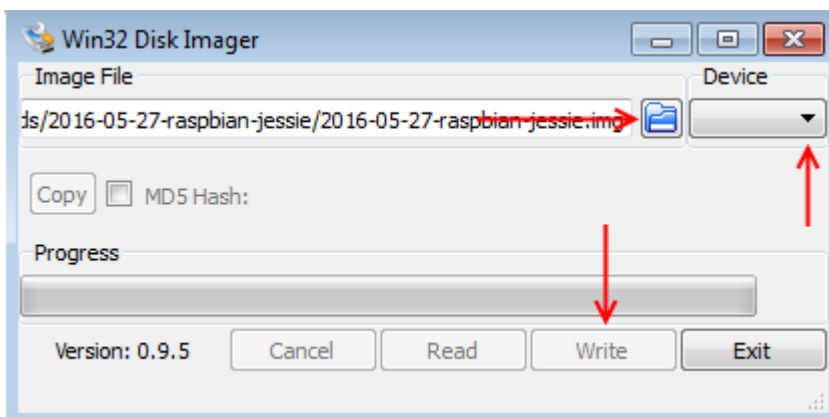 Win32 Disk Imager
Image File
Device
ds/2016-05-27-raspbian-jessie/2016-05-27-raspbian-jessie.img
Copy
MD5 Hash:
Progress
Version: 0.9.5
Cancel
Read
Write
Exit